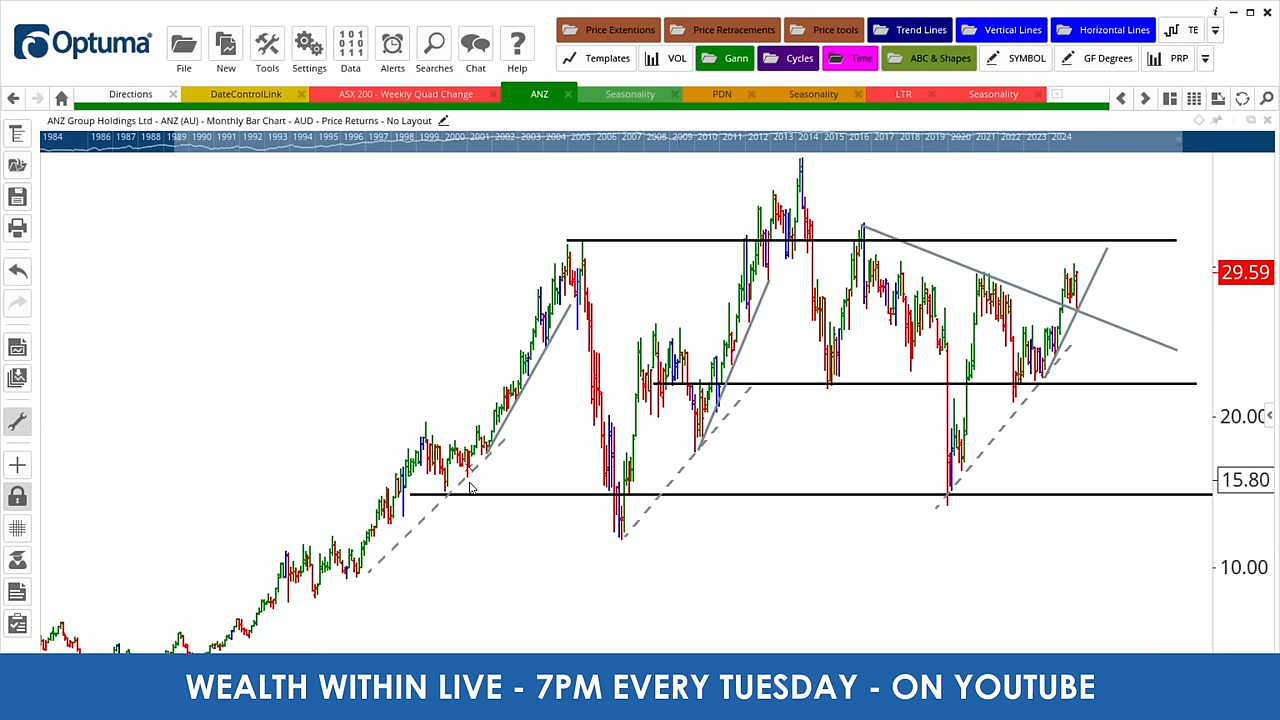 i
Optuma
Price Extentions Price Retracements Price tools Trend Lines Vertical Lines Horizontal Lines TE
Templates VOL Gann Cycles Time ABC & Shapes SYMBOL GF Degrees PRP
File New Tools Settings Data Alerts Searches Chat Help
Directions DateControlLink ASX 200 - Weekly Quad Change ANZ Seasonality PDN Seasonality LTR Seasonality
ANZ Group Holdings Ltd - ANZ (AU) - Monthly Bar Chart - AUD - Price Returns - No Layout
1984 1986 1987 1988 1989 1990 1991 1992 1993 1994 1995 1996 1997 1998 1999 2000 2001 2002 2003 2004 2005 2006 2007 2008 2009 2010 2011 2012 2013 2014 2015 2016 2017 2018 2019 2020 2021 2022 2023 2024
29.59
20.00
15.80
10.00
WEALTH WITHIN LIVE - 7PM EVERY TUESDAY - ON YOUTUBE